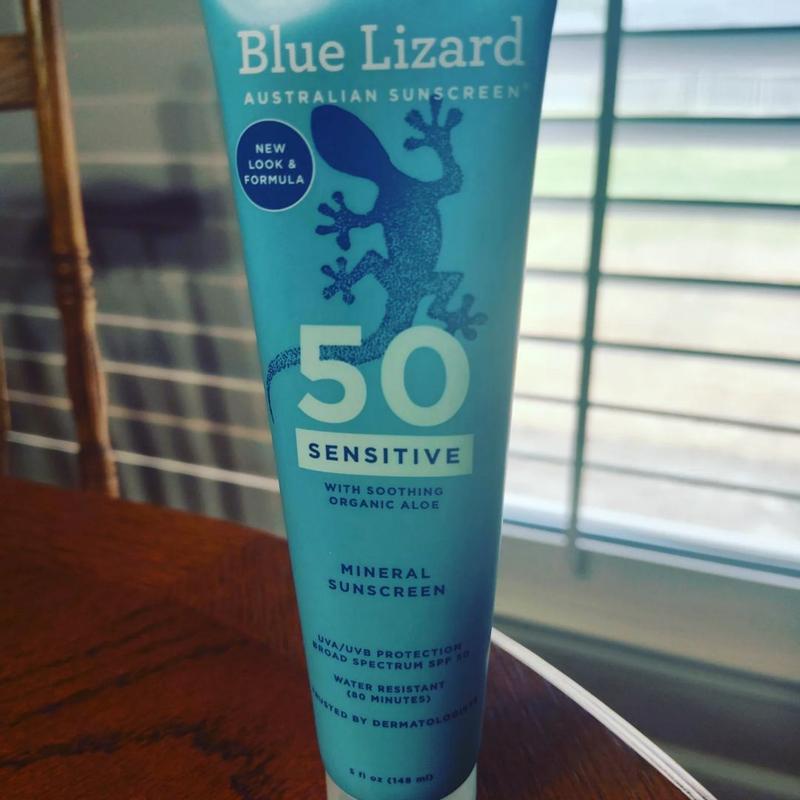 Blue Lizard
AUSTRALIAN SUNSCREEN®
NEW
LOOK &
FORMULA
50
SENSITIVE
WITH SOOTHING
ORGANIC ALOE
MINERAL
SUNSCREEN
UVA/UVB PROTECTION
BROAD SPECTRUM SPF 50
WATER RESISTANT
(80 MINUTES)
TRUSTED BY DERMATOLOGISTS
5 fl oz (148 ml)